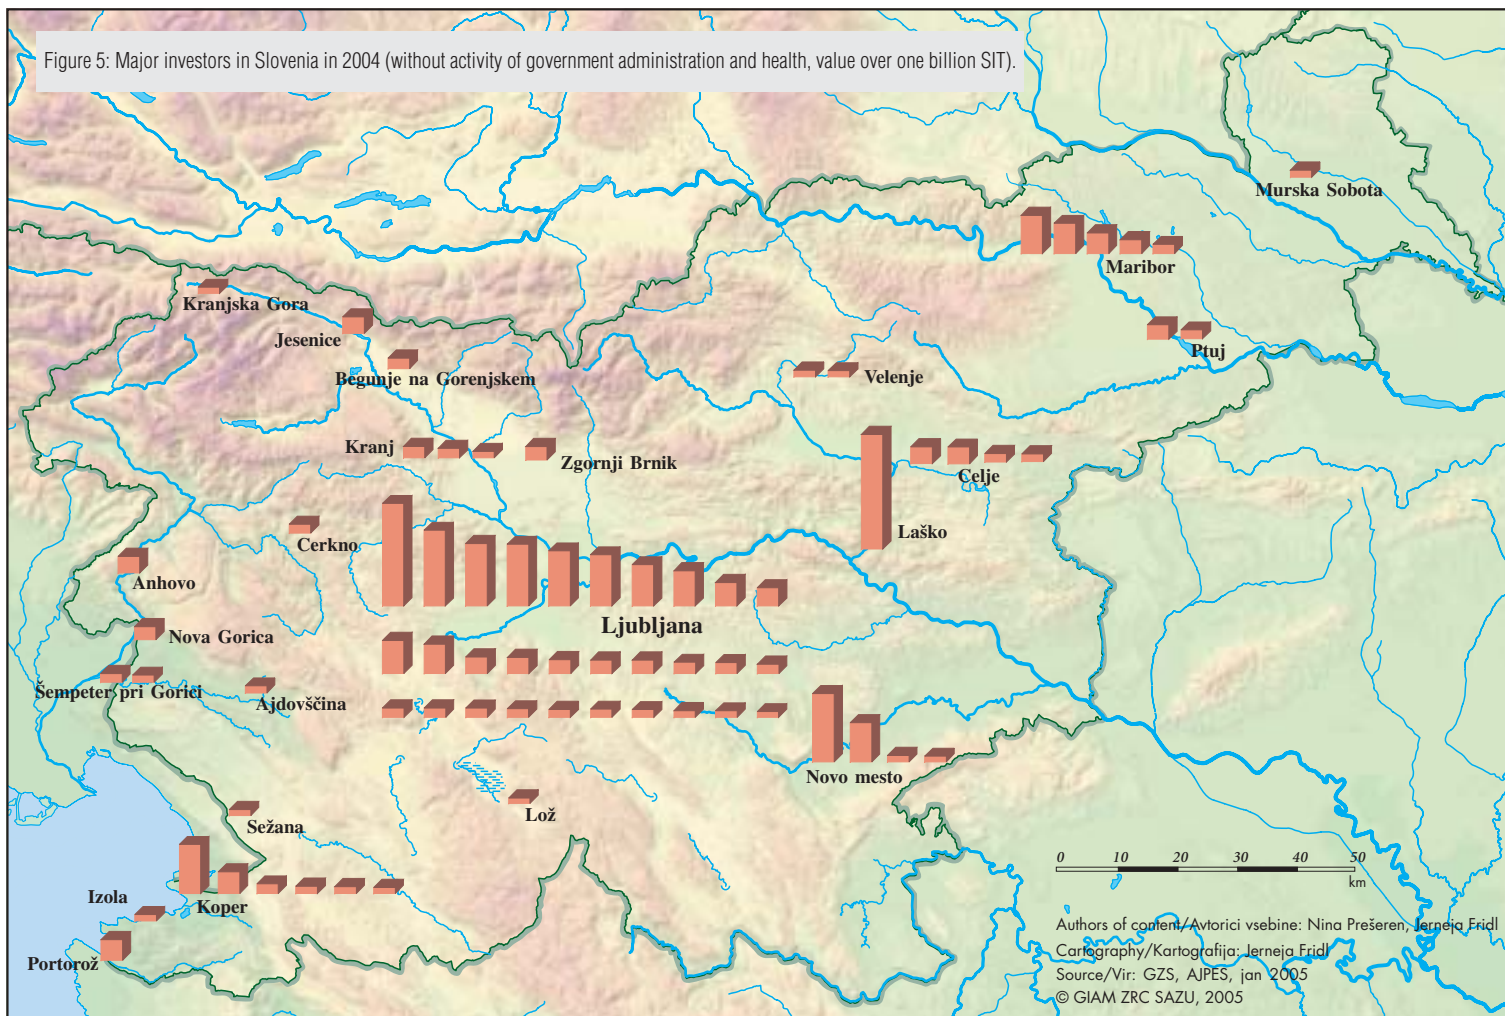 Figure 5: Major investors in Slovenia in 2004 (without activity of government administration and health, value over one billion SIT).
Murska Sobota
Maribor
Kranjska Gora
Jesenice
Ptuj
Begunje na Gorenjskem
Velenje
Kranj
Zgornji Brnik
Celje
Laško
Cerkno
Anhovo
Ljubljana
Nova Gorica
Šempeter pri Gorici
Ajdovščina
Novo mesto
Lož
Sežana
Izola
Koper
Portorož
0 10 20 30 40 50
km
Authors of content/Avtorici vsebine: Nina Prešeren, Jerneja Fridl
Cartography/Kartografija: Jerneja Fridl
Source/Vir: GZS, AJPES, jan 2005
© GIAM ZRC SAZU, 2005